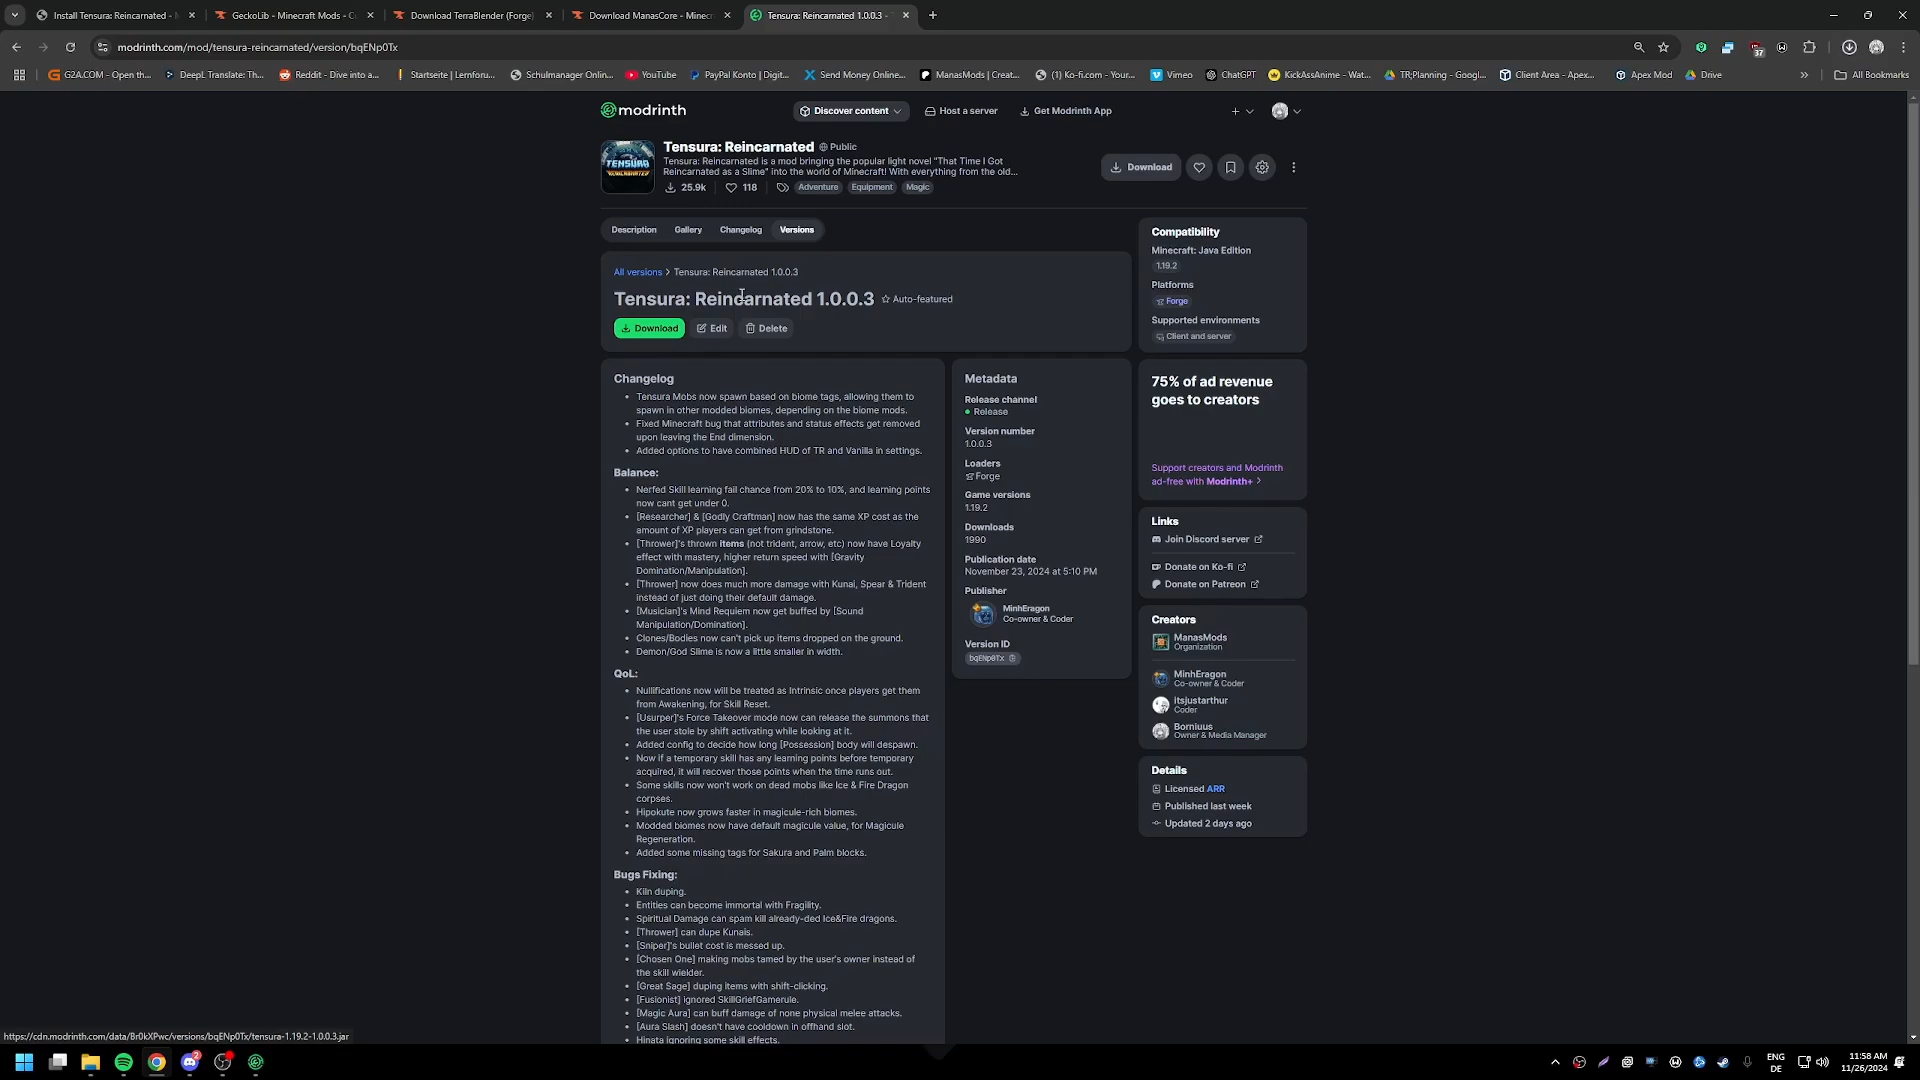 Install Tensura: Reincarnated - M
GeckoLib - Minecraft Mods - Cu
Download TerraBlender (Forge)
Download ManasCore - Minecr
Tensura: Reincarnated 1.0.0.3 -
modrinth.com/mod/tensura-reincarnated/version/bqENp0Tx
37
G2A.COM - Open th...
DeepL Translate: Th...
Reddit - Dive into a...
Startseite | Lernforu...
Schulmanager Onlin...
YouTube
PayPal Konto | Digit...
Send Money Online...
ManasMods | Creat...
(1) Ko-fi.com - Your...
Vimeo
ChatGPT
KickAssAnime - Wat...
TR;Planning - Googl...
Client Area - Apex...
Apex Mod
Drive
All Bookmarks
modrinth
Discover content
Host a server
Get Modrinth App
TENSURA
REINCARNATED
Tensura: Reincarnated Public
Tensura: Reincarnated is a mod bringing the popular light novel "That Time I Got
Reincarnated as a Slime" into the world of Minecraft! With everything from the old...
25.9k 118 Adventure Equipment Magic
Download
Description Gallery Changelog Versions
All versions > Tensura: Reincarnated 1.0.0.3
Tensura: Reincarnated 1.0.0.3 Auto-featured
Download Edit Delete
Changelog
• Tensura Mobs now spawn based on biome tags, allowing them to
spawn in other modded biomes, depending on the biome mods.
• Fixed Minecraft bug that attributes and status effects get removed
upon leaving the End dimension.
• Added options to have combined HUD of TR and Vanilla in settings.
Balance:
• Nerfed Skill learning fail chance from 20% to 10%, and learning points
now cant get under 0.
• [Researcher] & [Godly Craftman] now has the same XP cost as the
amount of XP players can get from grindstone.
• [Thrower]'s thrown items (not trident, arrow, etc) now have Loyalty
effect with mastery, higher return speed with [Gravity
Domination/Manipulation].
• [Thrower] now does much more damage with Kunai, Spear & Trident
instead of just doing their default damage.
• [Musician]'s Mind Requiem now get buffed by [Sound
Manipulation/Domination].
• Clones/Bodies now can't pick up items dropped on the ground.
• Demon/God Slime is now a little smaller in width.
QoL:
• Nullifications now will be treated as Intrinsic once players get them
from Awakening, for Skill Reset.
• [Usurper]'s Force Takeover mode now can release the summons that
the user stole by shift activating while looking at it.
• Added config to decide how long [Possession] body will despawn.
• Now if a temporary skill has any learning points before temporary
acquired, it will recover those points when the time runs out.
• Some skills now won't work on dead mobs like Ice & Fire Dragon
corpses.
• Hipokute now grows faster in magicule-rich biomes.
• Modded biomes now have default magicule value, for Magicule
Regeneration.
• Added some missing tags for Sakura and Palm blocks.
Bugs Fixing:
• Kiln duping.
• Entities can become immortal with Fragility.
• Spiritual Damage can spam kill already-ded Ice&Fire dragons.
• [Thrower] can dupe Kunais.
• [Sniper]'s bullet cost is messed up.
• [Chosen One] making mobs tamed by the user's owner instead of
the skill wielder.
• [Great Sage] duping items with shift-clicking.
• [Fusionist] ignored SkillGriefGamerule.
• [Magic Aura] can buff damage of none physical melee attacks.
• [Aura Slash] doesn't have cooldown in offhand slot.
• Hinata ignoring some skill effects.
Metadata
Release channel
• Release
Version number
1.0.0.3
Loaders
Forge
Game versions
1.19.2
Downloads
1990
Publication date
November 23, 2024 at 5:10 PM
Publisher
MinhEragon
Co-owner & Coder
Version ID
bqENp0Tx
Compatibility
Minecraft: Java Edition
1.19.2
Platforms
Forge
Supported environments
Client and server
75% of ad revenue
goes to creators
Support creators and Modrinth
ad-free with Modrinth+ >
Links
Join Discord server
Donate on Ko-fi
Donate on Patreon
Creators
ManasMods
Organization
MinhEragon
Co-owner & Coder
itsjustarthur
Coder
Borniuus
Owner & Media Manager
Details
Licensed ARR
Published last week
Updated 2 days ago
https://cdn.modrinth.com/data/Br0kXPwc/versions/bqENp0Tx/tensura-1.19.2-1.0.0.3.jar
2
ENG
DE
11:58 AM
11/26/2024